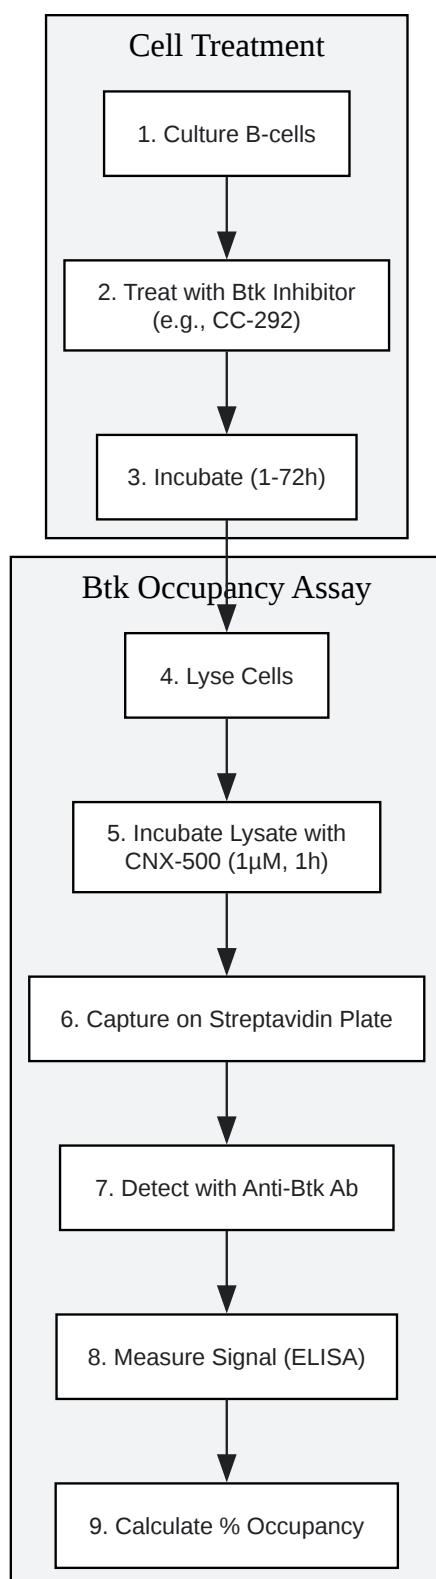 Cell Treatment
1. Culture B-cells
2. Treat with Btk Inhibitor
(e.g., CC-292)
3. Incubate (1-72h)
Btk Occupancy Assay
4. Lyse Cells
5. Incubate Lysate with
CNX-500 (1µM, 1h)
6. Capture on Streptavidin Plate
7. Detect with Anti-Btk Ab
8. Measure Signal (ELISA)
9. Calculate % Occupancy